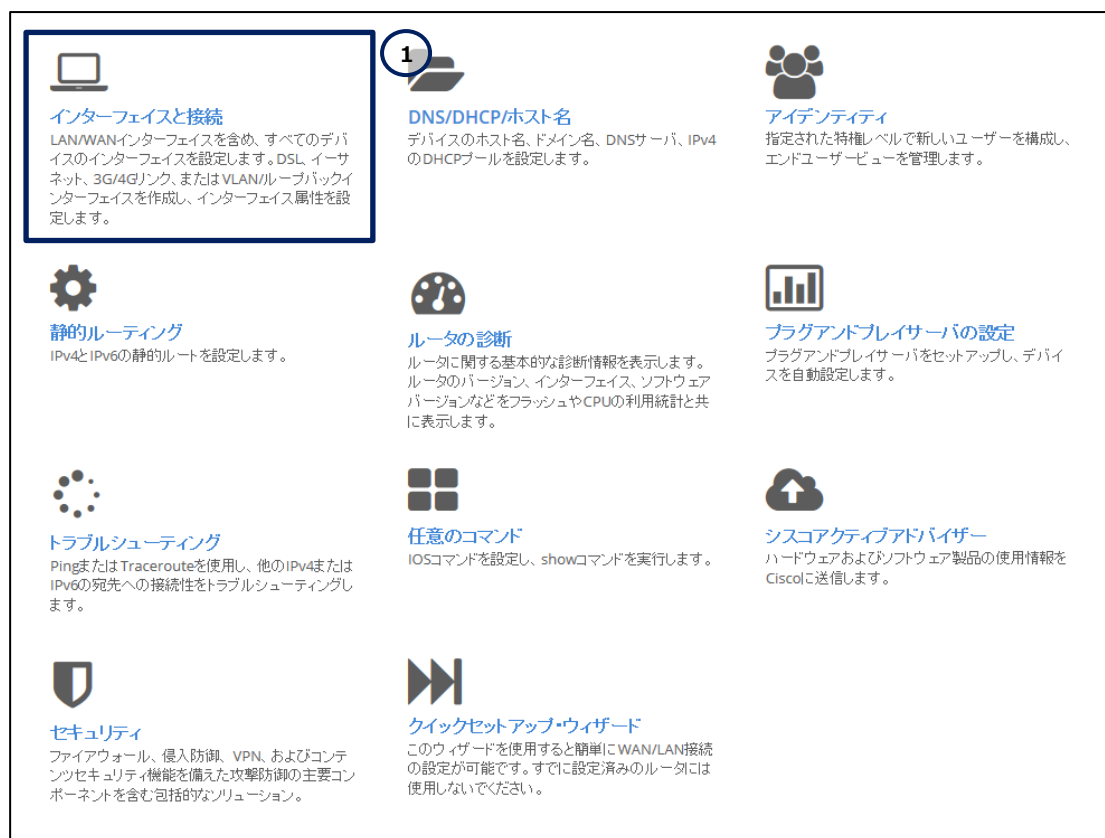 1
インターフェイスと接続
LAN/WANインターフェイスを含め、すべてのデバ
イスのインターフェイスを設定します。DSL、イーサ
ネット、3G/4Gリンク、またはVLAN/ループバックイ
ンターフェイスを作成し、インターフェイス属性を設
定します。
DNS/DHCP/ホスト名
デバイスのホスト名、ドメイン名、DNSサーバ、IPv4
のDHCPプールを設定します。
アイデンティティ
指定された特権レベルで新しいユーザーを構成し、
エンドユーザービューを管理します。
静的ルーティング
IPv4とIPv6の静的ルートを設定します。
ルータの診断
ルータに関する基本的な診断情報を表示します。
ルータのバージョン、インターフェイス、ソフトウェア
バージョンなどをフラッシュやCPUの利用統計と共
に表示します。
プラグアンドプレイサーバの設定
プラグアンドプレイサーバをセットアップし、デバイ
スを自動設定します。
トラブルシューティング
PingまたはTracerouteを使用し、他のIPv4または
IPv6の宛先への接続性をトラブルシューティングし
ます。
任意のコマンド
IOSコマンドを設定し、showコマンドを実行します。
シスコアクティブアドバイザー
ハードウェアおよびソフトウェア製品の使用情報を
Ciscoに送信します。
セキュリティ
ファイアウォール、侵入防御、VPN、およびコンテ
ンツセキュリティ機能を備えた攻撃防御の主要コン
ポーネントを含む包括的なソリューション。
クイックセットアップ・ウィザード
このウィザードを使用すると簡単にWAN/LAN接続
の設定が可能です。すでに設定済みのルータには
使用しないでください。